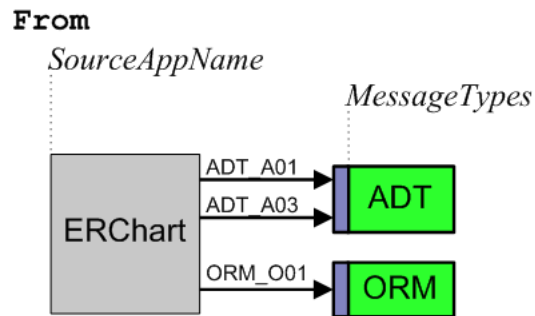 From
SourceAppName
MessageTypes
ADT_A01
ADT
ADT_A03
ERChart
ORM_O01
ORM